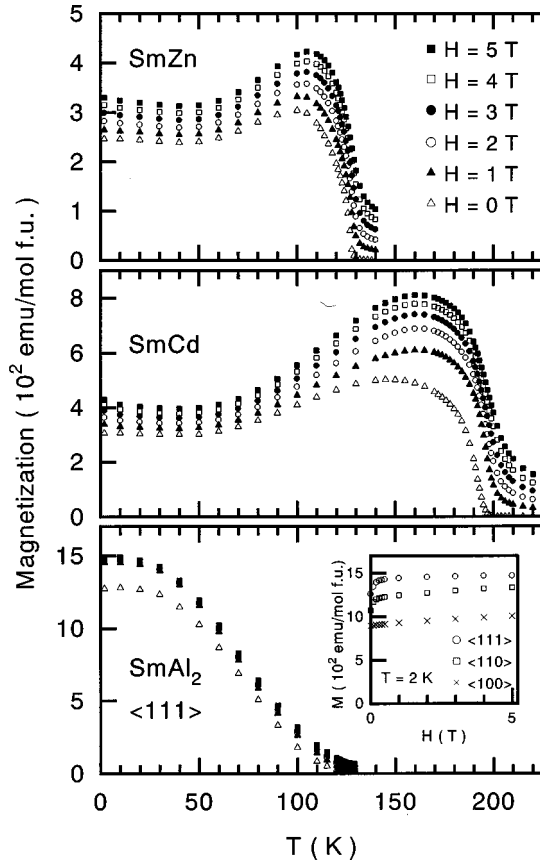 SmZn
H = 5 T
H = 4 T
H = 3 T
H = 2 T
H = 1 T
H = 0 T
5
4
3
2
1
0
SmCd
8
6
4
2
0
Magnetization ( 10² emu/mol f.u. )
SmAl₂
<111>
15
10
5
0
M ( 10² emu/mol f.u. )
15
10
5
0
<111>
<110>
<100>
T = 2 K
0
5
H ( T )
0
50
100
150
200
T ( K )